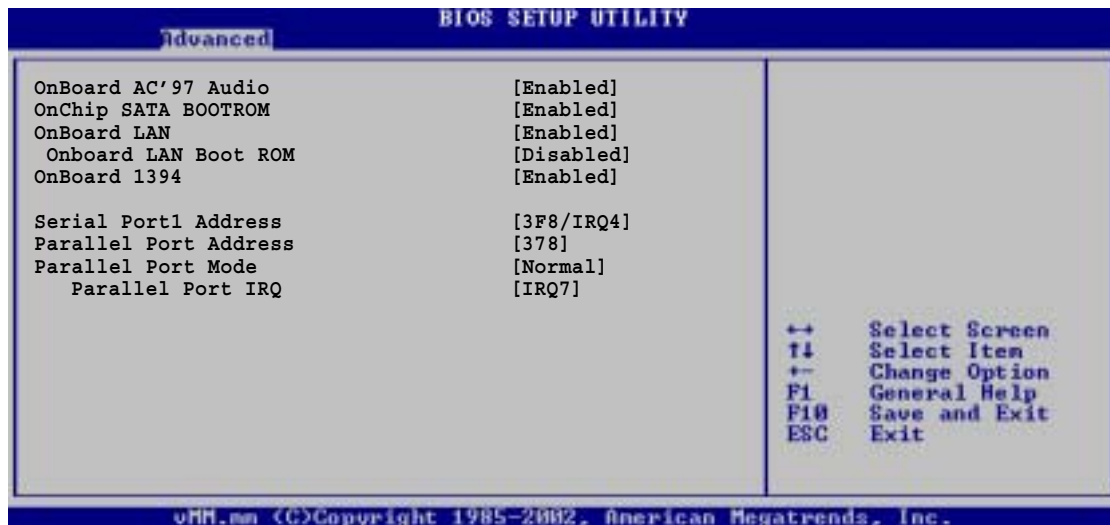 BIOS SETUP UTILITY
Advanced
OnBoard AC'97 Audio [Enabled]
OnChip SATA BOOTROM [Enabled]
OnBoard LAN [Enabled]
Onboard LAN Boot ROM [Disabled]
OnBoard 1394 [Enabled]
Serial Port1 Address [3F8/IRQ4]
Parallel Port Address [378]
Parallel Port Mode [Normal]
Parallel Port IRQ [IRQ7]
←→ Select Screen
↑↓ Select Item
+- Change Option
F1 General Help
F10 Save and Exit
ESC Exit
vMM.mm (C)Copyright 1985-2002, American Megatrends, Inc.